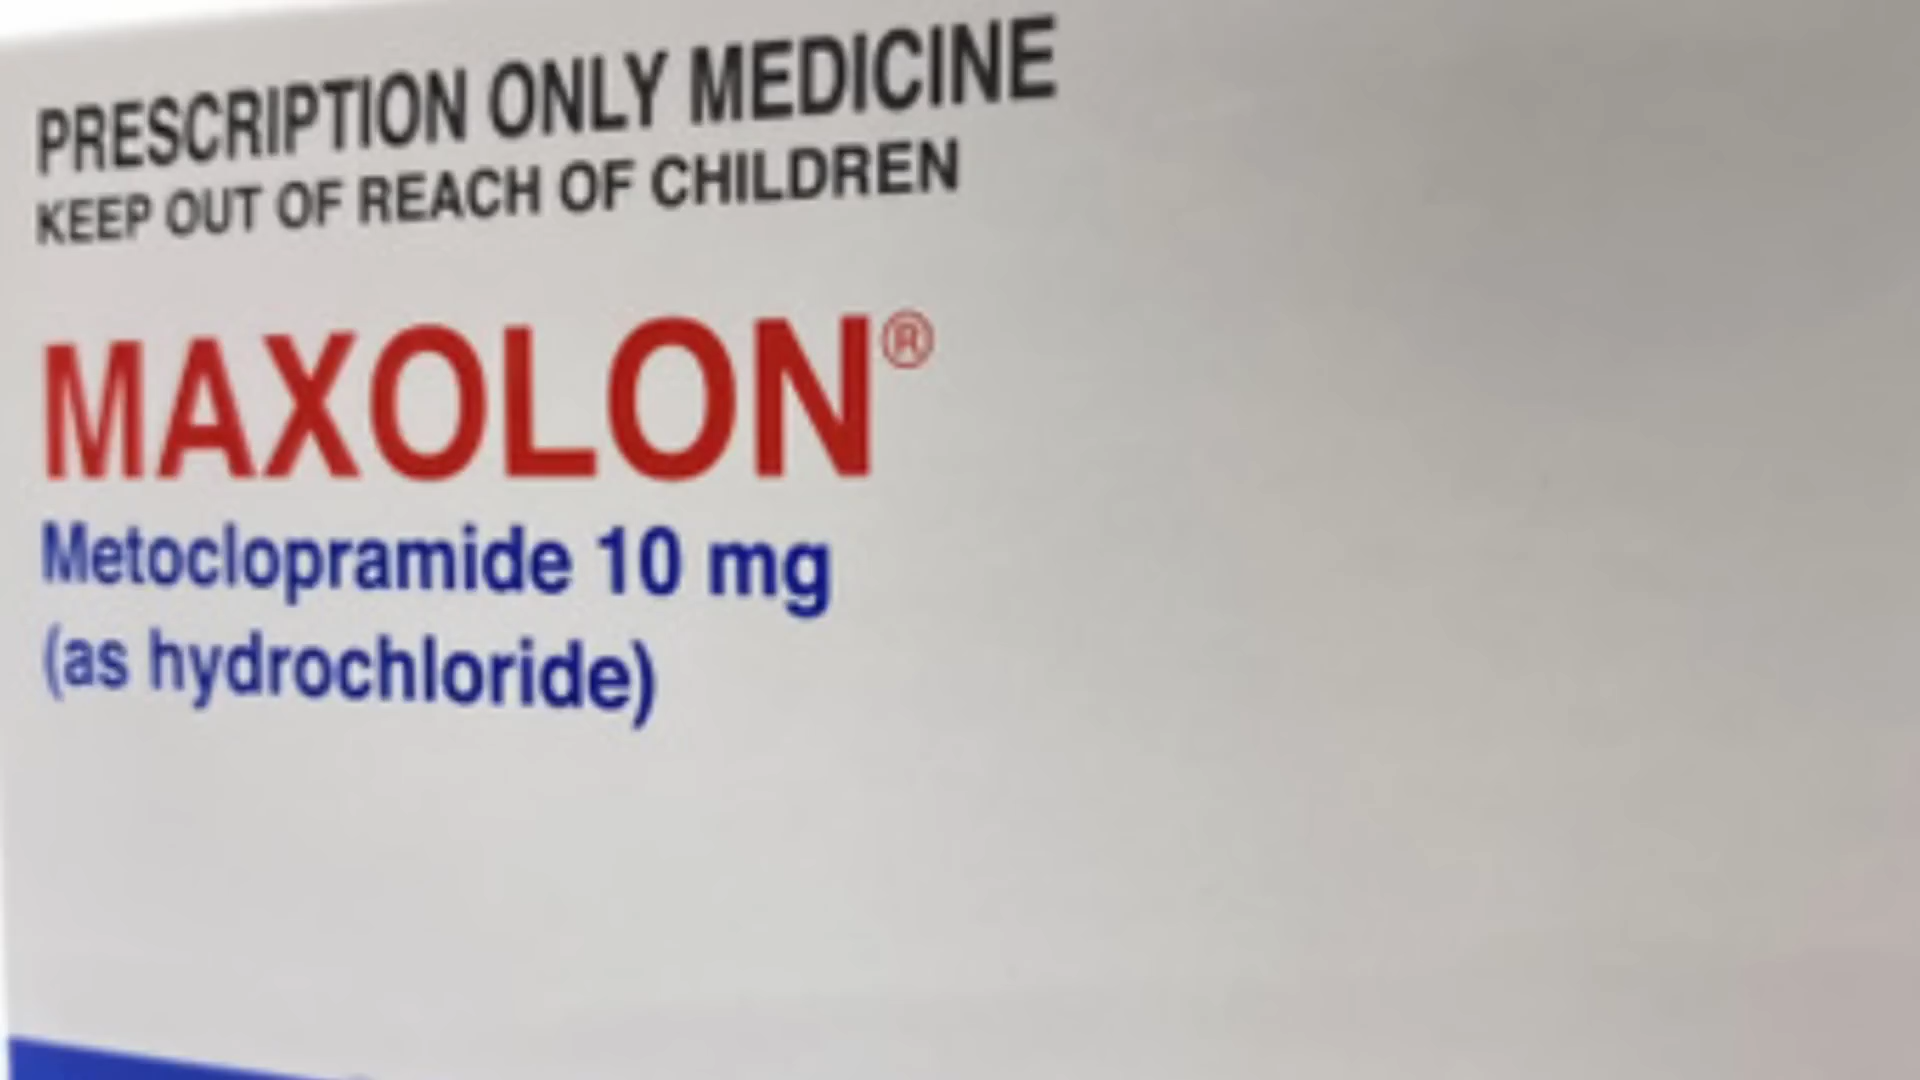 PRESCRIPTION ONLY MEDICINE
KEEP OUT OF REACH OF CHILDREN
MAXOLON®
Metoclopramide 10 mg
(as hydrochloride)